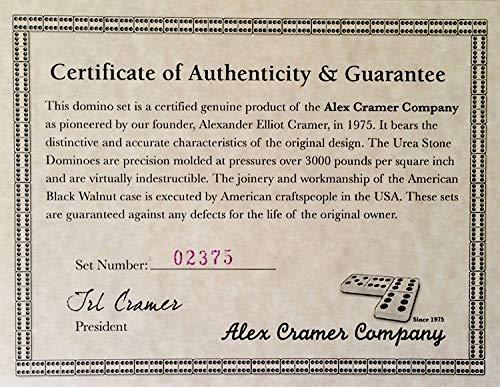 Certificate of Authenticity & Guarantee
This domino set is a certified genuine product of the Alex Cramer Company
as pioneered by our founder, Alexander Elliot Cramer, in 1975. It bears the
distinctive and accurate characteristics of the original design. The Urea Stone
Dominoes are precision molded at pressures over 3000 pounds per square inch
and are virtually indestructible. The joinery and workmanship of the American
Black Walnut case is executed by American craftspeople in the USA. These sets
are guaranteed against any defects for the life of the original owner.
Set Number: 02375
Cramer
President
Since 1975
Alex Cramer Company